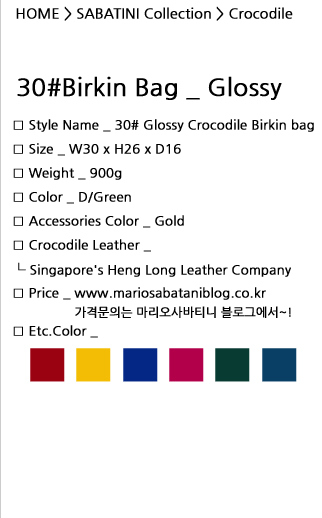 HOME > SABATINI Collection > Crocodile
30#Birkin Bag _ Glossy
□ Style Name _ 30# Glossy Crocodile Birkin bag
□ Size _ W30 x H26 x D16
□ Weight _ 900g
□ Color _ D/Green
□ Accessories Color _ Gold
□ Crocodile Leather _
└ Singapore's Heng Long Leather Company
□ Price _ www.mariosabataniblog.co.kr
가격문의는 마리오사바티니 블로그에서~!
□ Etc.Color _